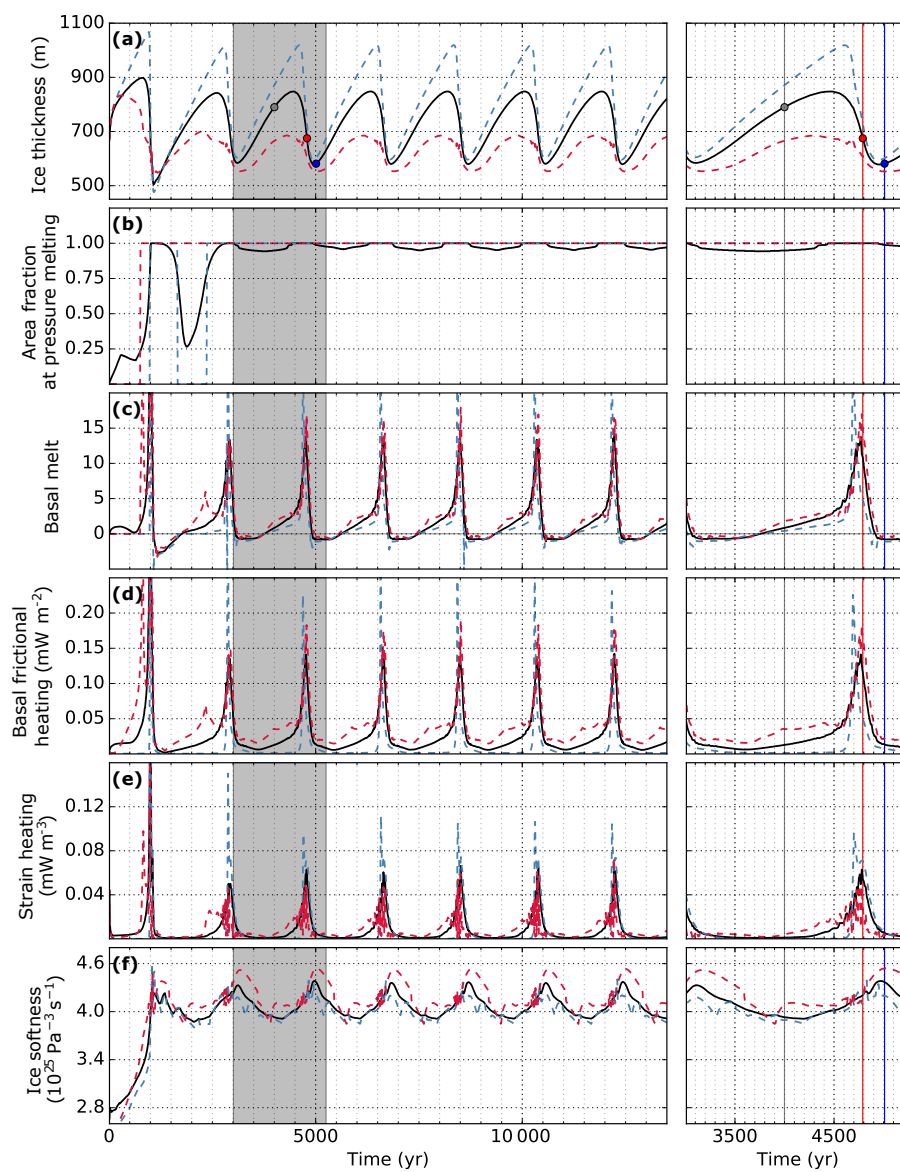 (a)
1100
900
700
500
Ice thickness (m)
(b)
1.00
0.75
0.50
0.25
Area fraction
at pressure melting
(c)
15
10
5
0
Basal melt
(d)
0.20
0.15
0.10
0.05
Basal frictional
heating (mW m⁻²)
(e)
0.12
0.08
0.04
Strain heating
(mW m⁻³)
(f)
4.6
4.0
3.4
2.8
Ice softness
(10²⁵ Pa⁻³ s⁻¹)
0 5000 10 000
Time (yr)
3500 4500
Time (yr)